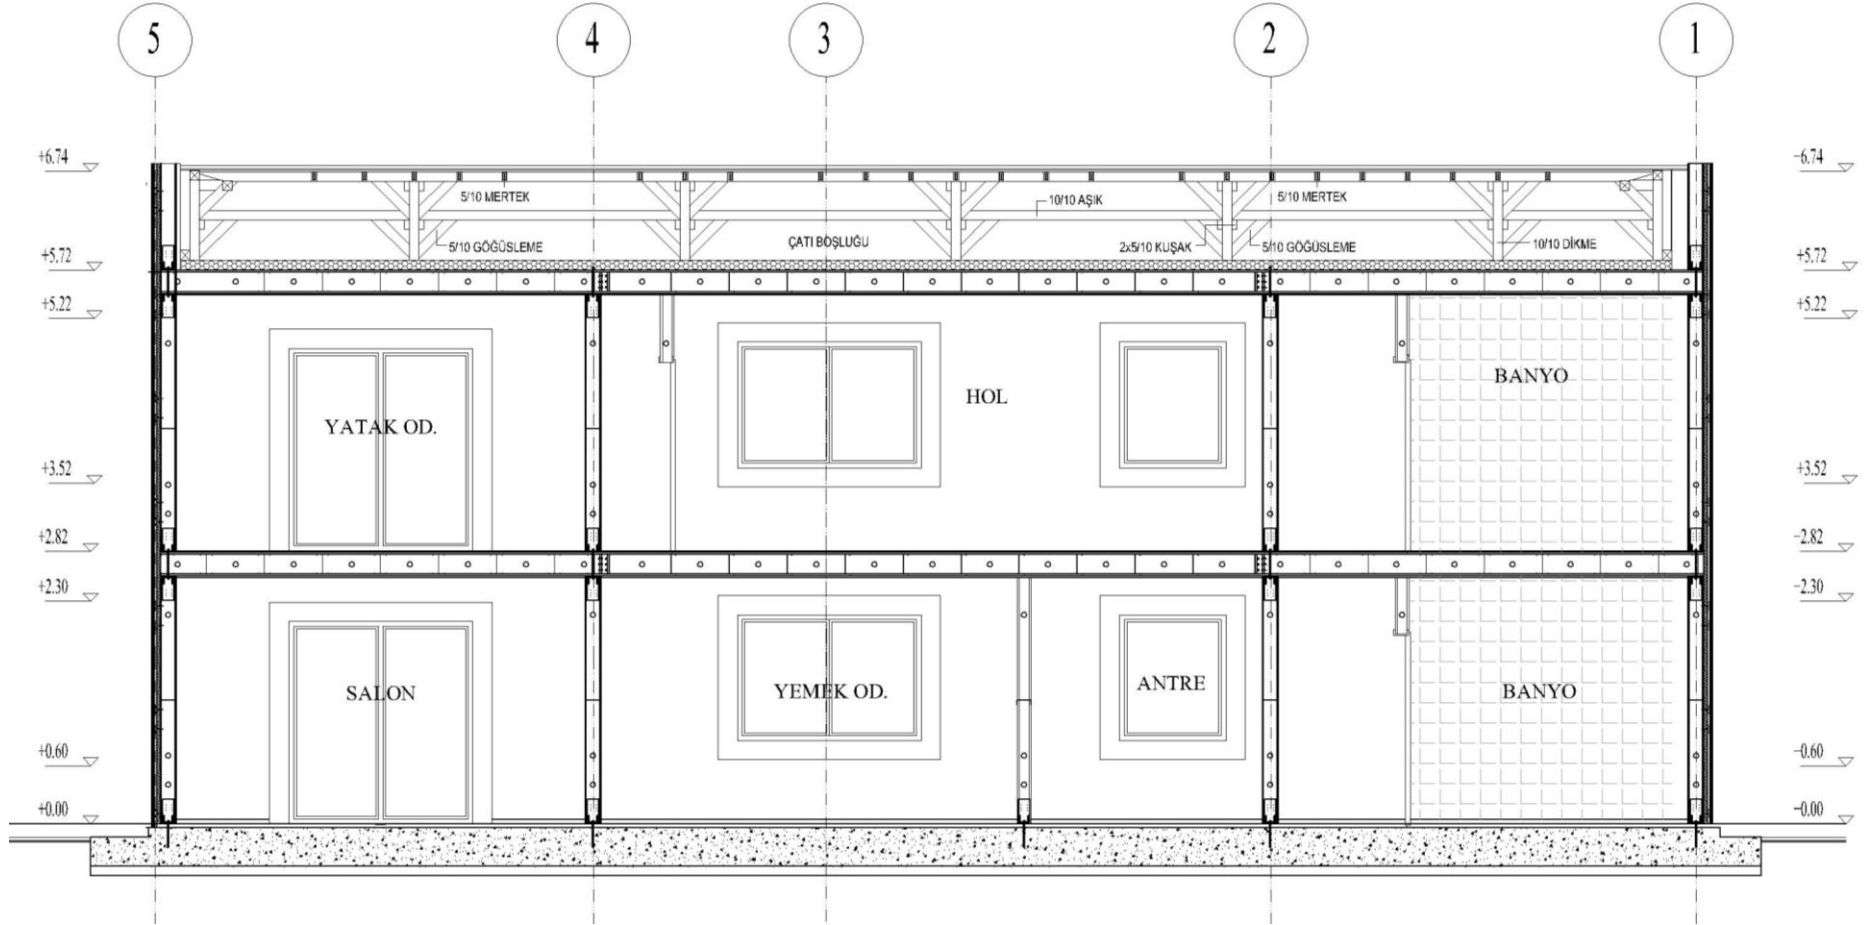 5 4 3 2 1
+6.74 -6.74
5/10 MERTEK 10/10 AŞIK 5/10 MERTEK
5/10 GÖĞÜSLEME ÇATI BOŞLUĞU 2x5/10 KUŞAK 5/10 GÖĞÜSLEME 10/10 DİKME
+5.72 +5.72
+5.22 +5.22
YATAK OD. HOL BANYO
+3.52 +3.52
+2.82 -2.82
+2.30 -2.30
SALON YEMEK OD. ANTRE BANYO
+0.60 -0.60
+0.00 -0.00